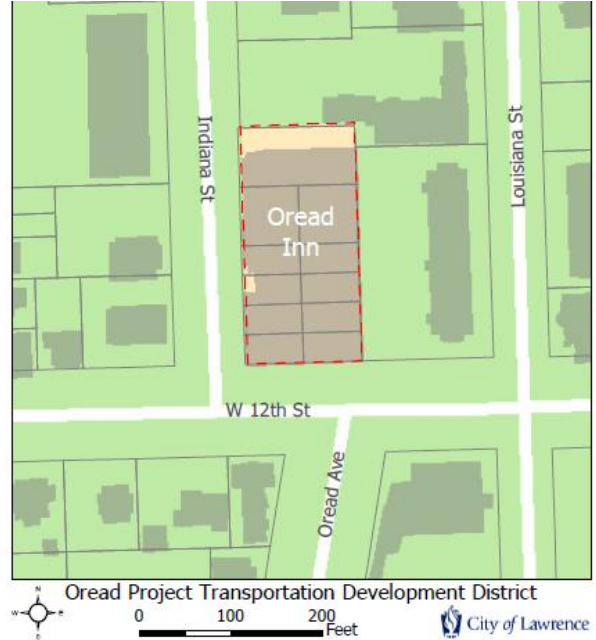 Indiana St
Louisiana St
Oread
Inn
W 12th St
Oread Ave
Oread Project Transportation Development District
N
W E
S
0 100 200
Feet
City of Lawrence